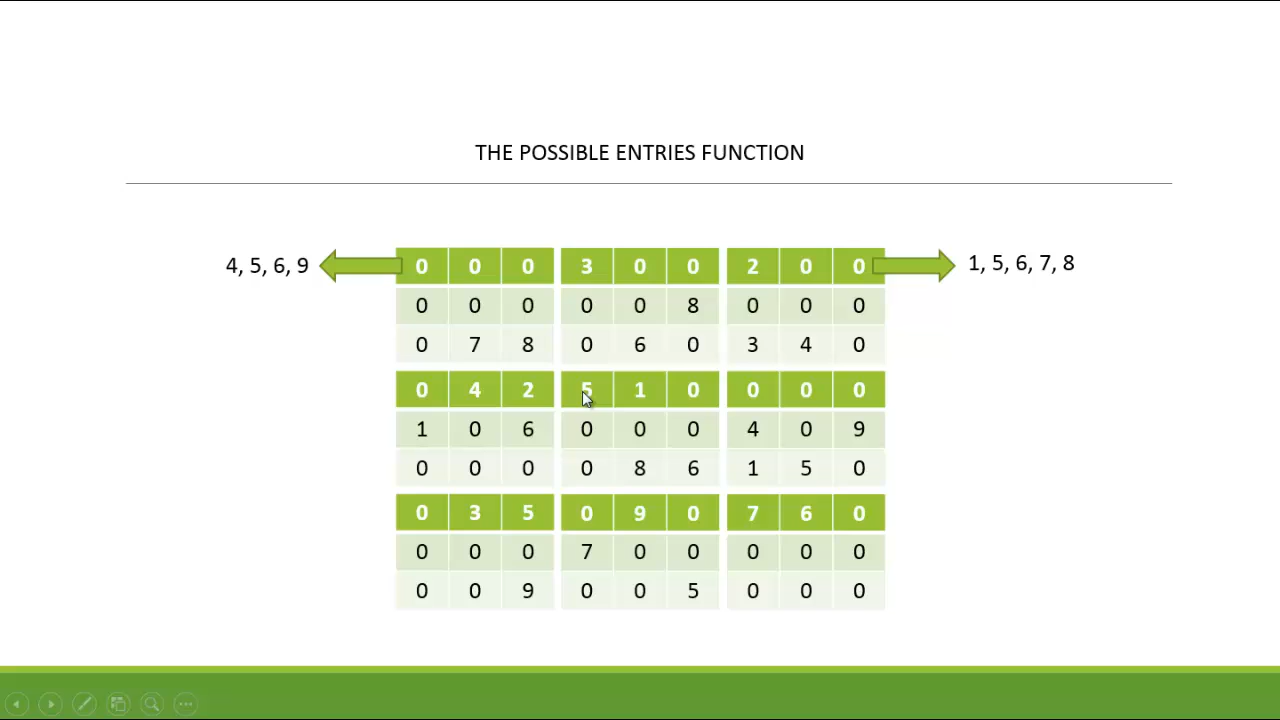 THE POSSIBLE ENTRIES FUNCTION
4, 5, 6, 9 0 0 0 3 0 0 2 0 0 1, 5, 6, 7, 8
0 0 0 0 0 8 0 0 0
0 7 8 0 6 0 3 4 0
0 4 2 5 1 0 0 0 0
1 0 6 0 0 0 4 0 9
0 0 0 0 8 6 1 5 0
0 3 5 0 9 0 7 6 0
0 0 0 7 0 0 0 0 0
0 0 9 0 0 5 0 0 0